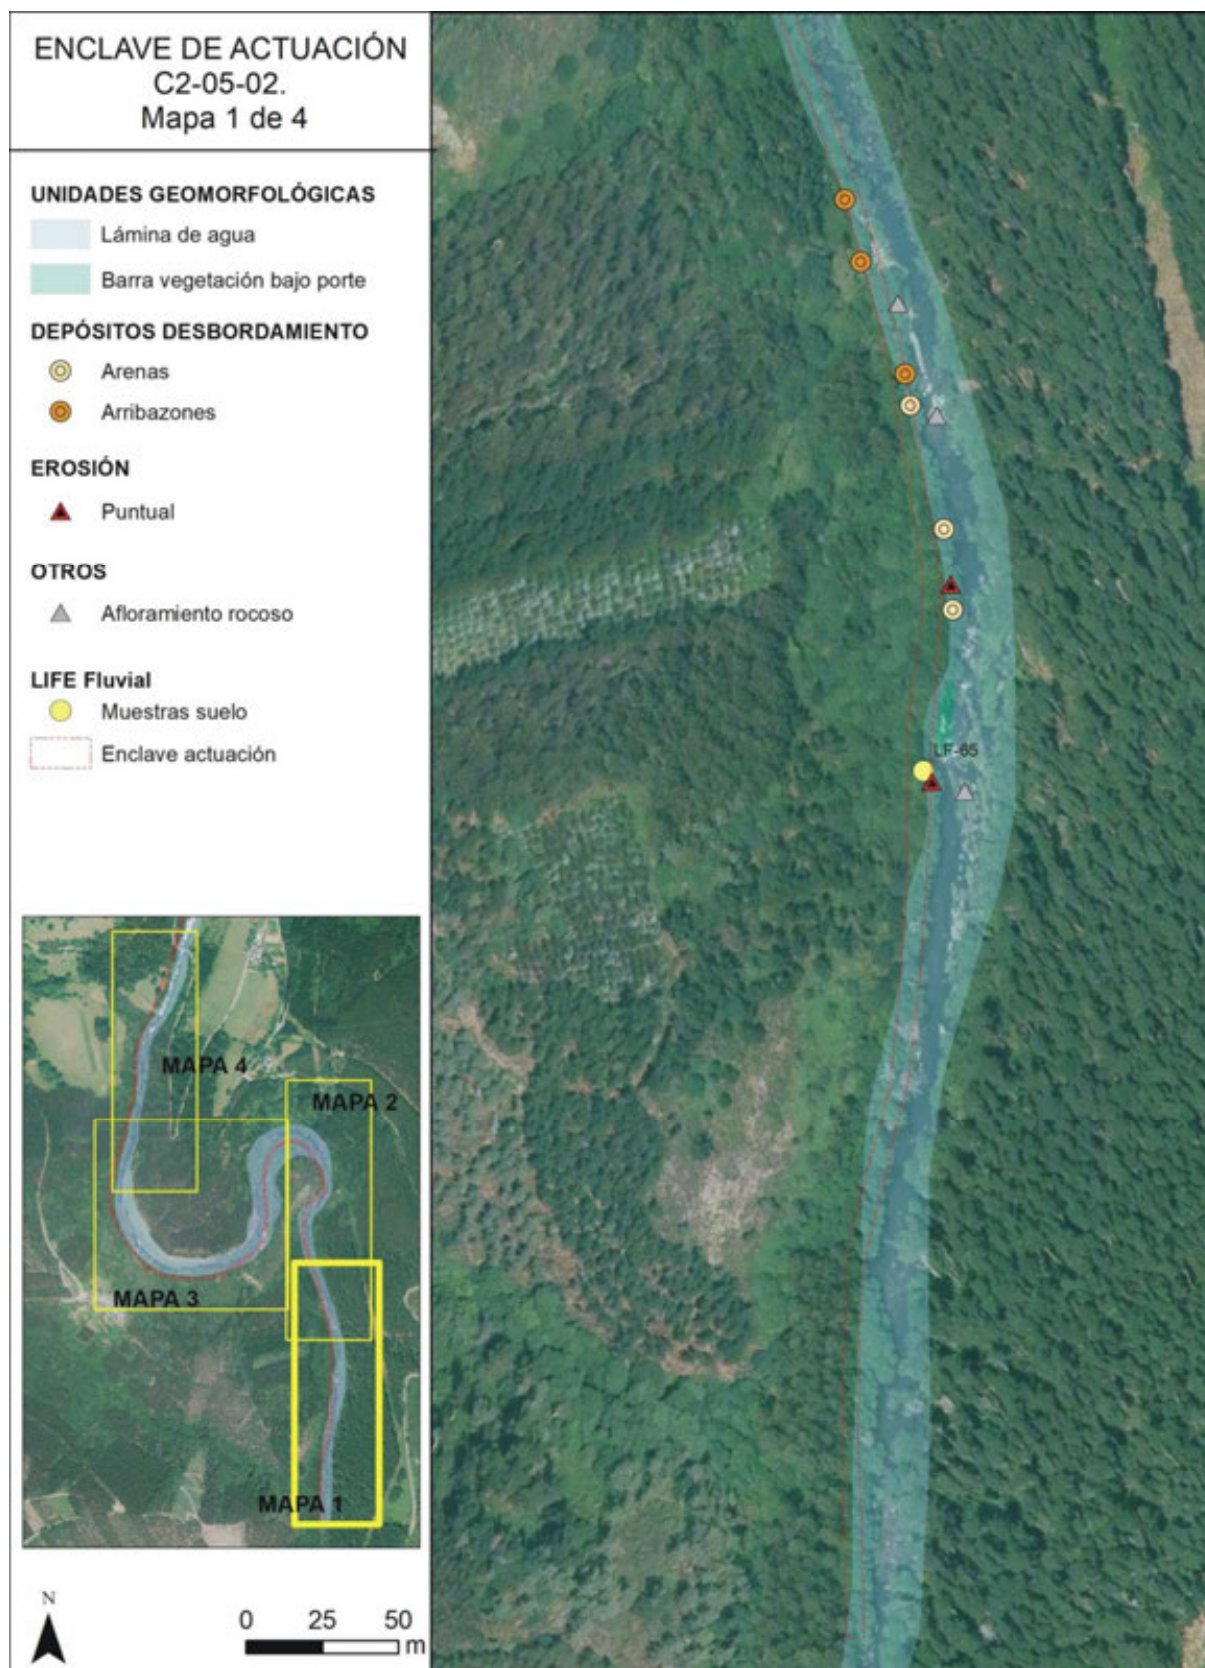 ENCLAVE DE ACTUACIÓN
C2-05-02.
Mapa 1 de 4
UNIDADES GEOMORFOLÓGICAS
Lámina de agua
Barra vegetación bajo porte
DEPÓSITOS DESBORDAMIENTO
Arenas
Arribazones
EROSIÓN
Puntual
OTROS
Afloramiento rocoso
LIFE Fluvial
Muestras suelo
Enclave actuación
LF-65
MAPA 4
MAPA 2
MAPA 3
MAPA 1
N
0 25 50
m